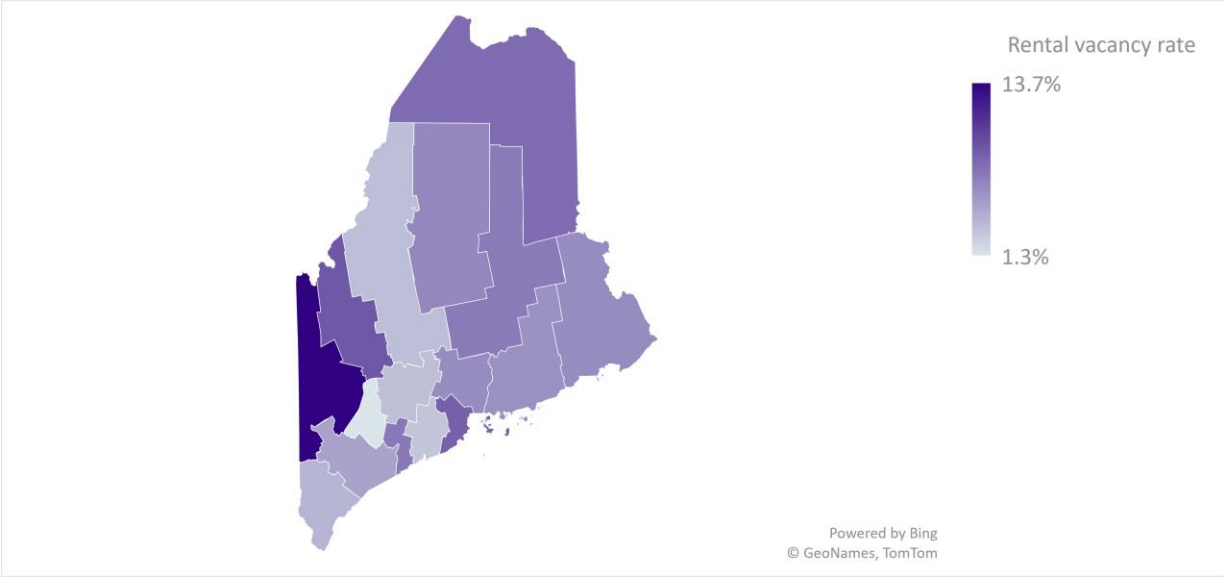 Rental vacancy rate
13.7%
1.3%
Powered by Bing
© GeoNames, TomTom